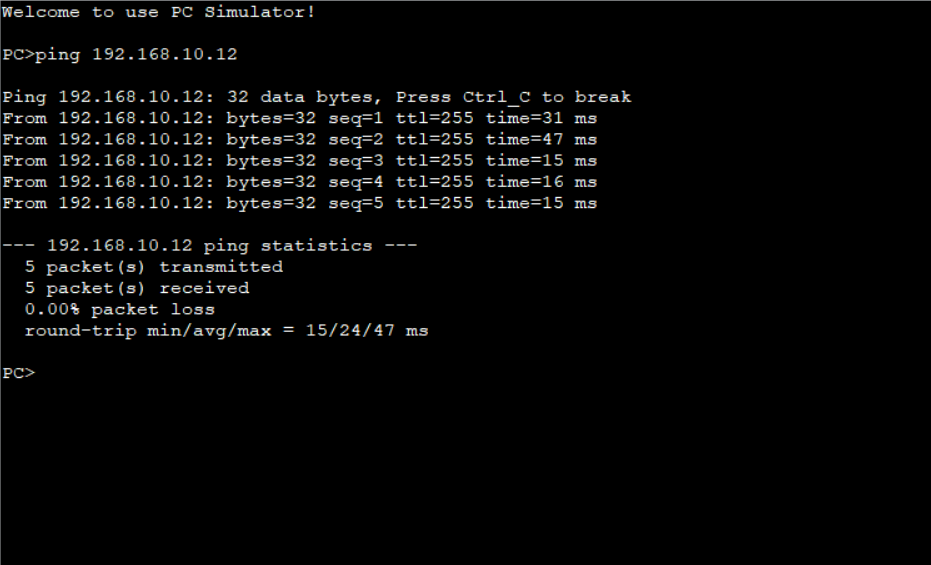 Welcome to use PC Simulator!
PC>ping 192.168.10.12
Ping 192.168.10.12: 32 data bytes, Press Ctrl_C to break
From 192.168.10.12: bytes=32 seq=1 ttl=255 time=31 ms
From 192.168.10.12: bytes=32 seq=2 ttl=255 time=47 ms
From 192.168.10.12: bytes=32 seq=3 ttl=255 time=15 ms
From 192.168.10.12: bytes=32 seq=4 ttl=255 time=16 ms
From 192.168.10.12: bytes=32 seq=5 ttl=255 time=15 ms
--- 192.168.10.12 ping statistics ---
5 packet(s) transmitted
5 packet(s) received
0.00% packet loss
round-trip min/avg/max = 15/24/47 ms
PC>